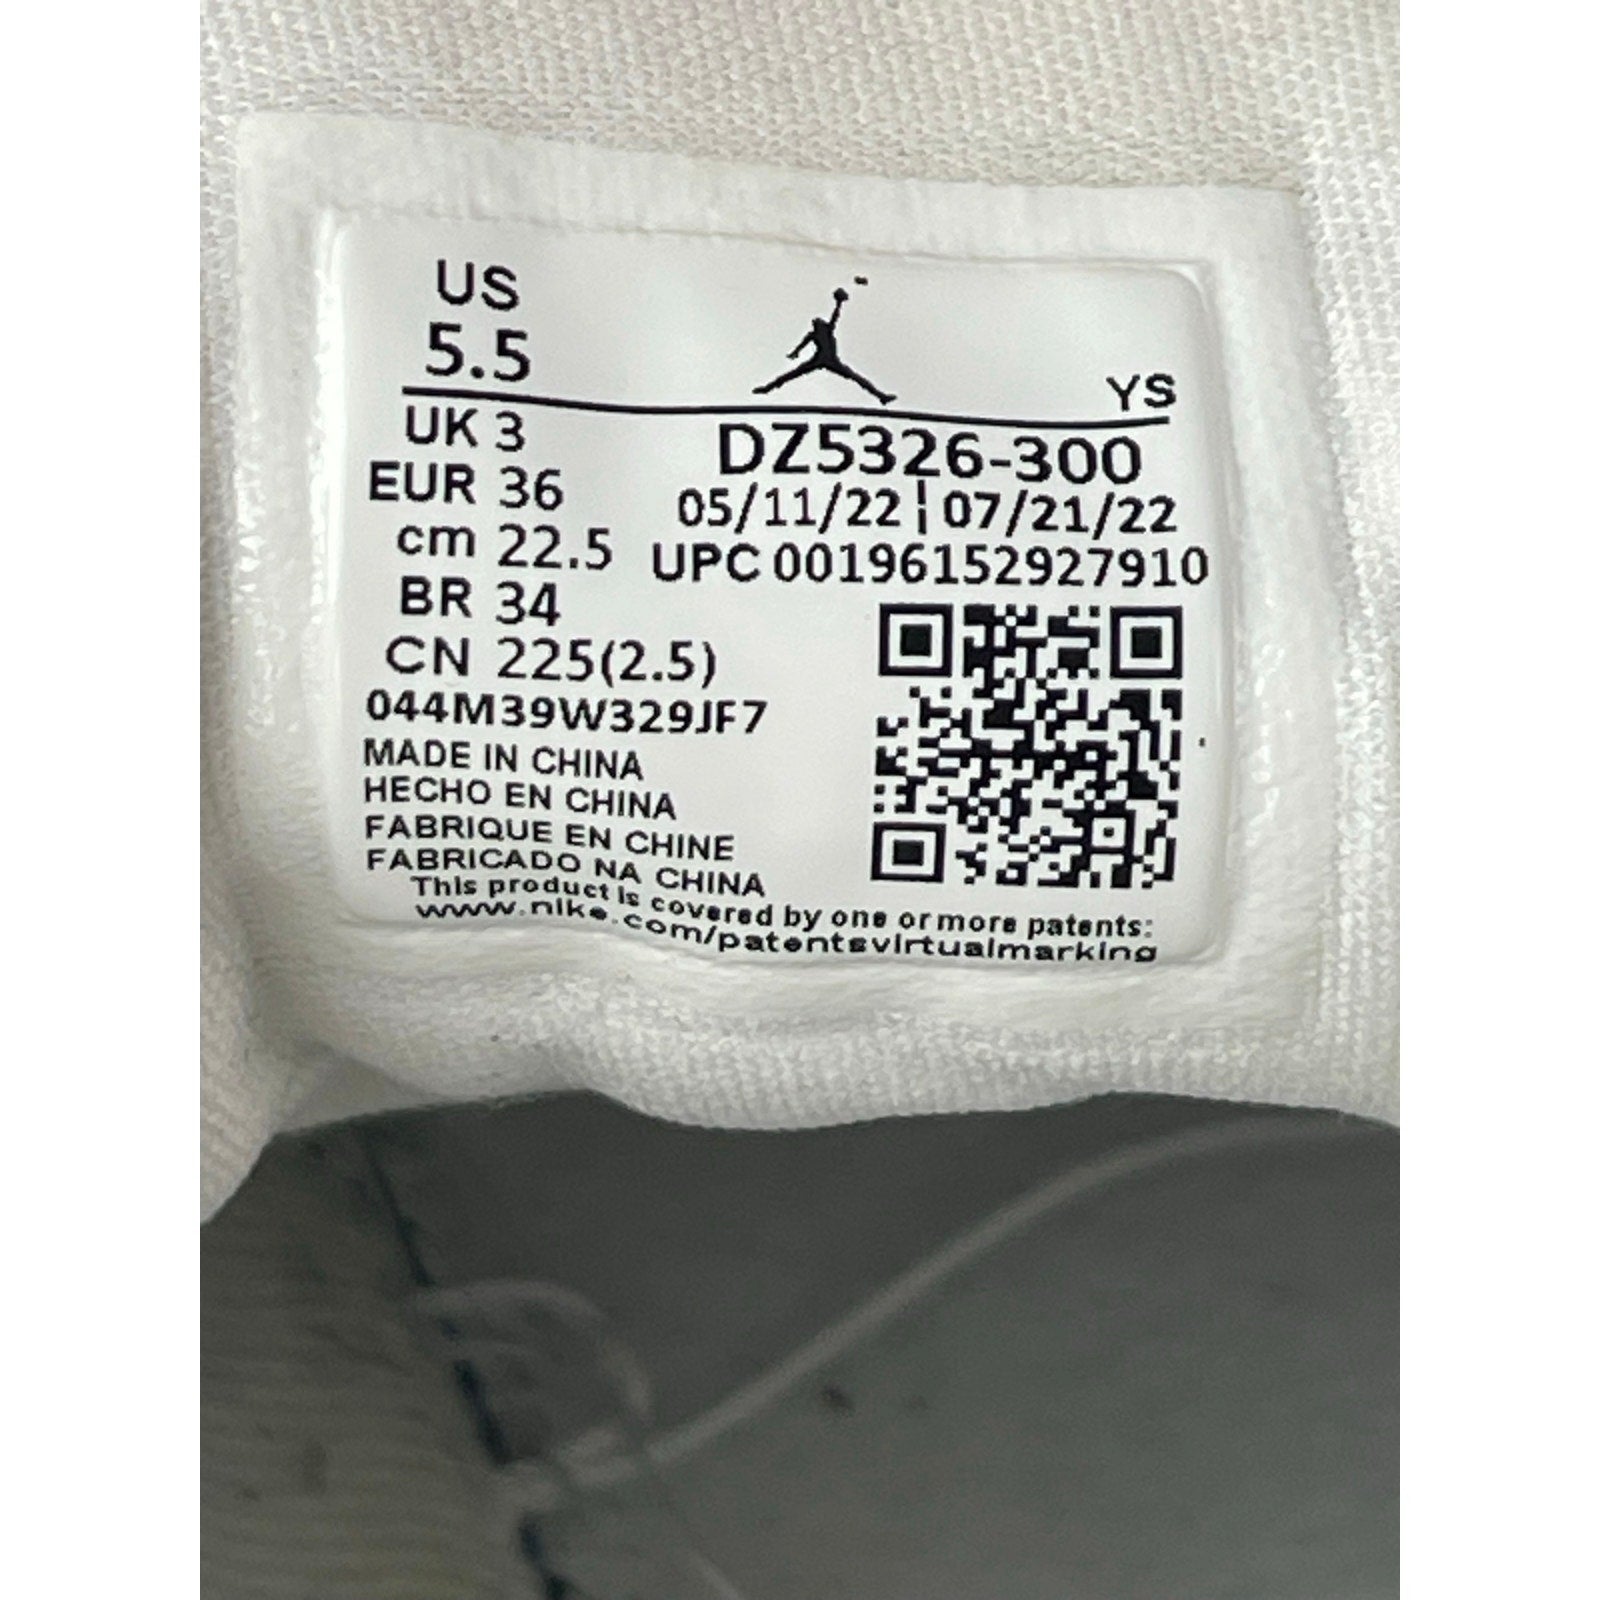 US
5.5
YS
UK 3
EUR 36
cm 22.5
BR 34
CN 225(2.5)
DZ5326-300
05/11/22 | 07/21/22
UPC 00196152927910
044M39W329JF7
MADE IN CHINA
HECHO EN CHINA
FABRIQUE EN CHINE
FABRICADO NA CHINA
This product is covered by one or more patents:
www.nike.com/patentsvirtualmarking